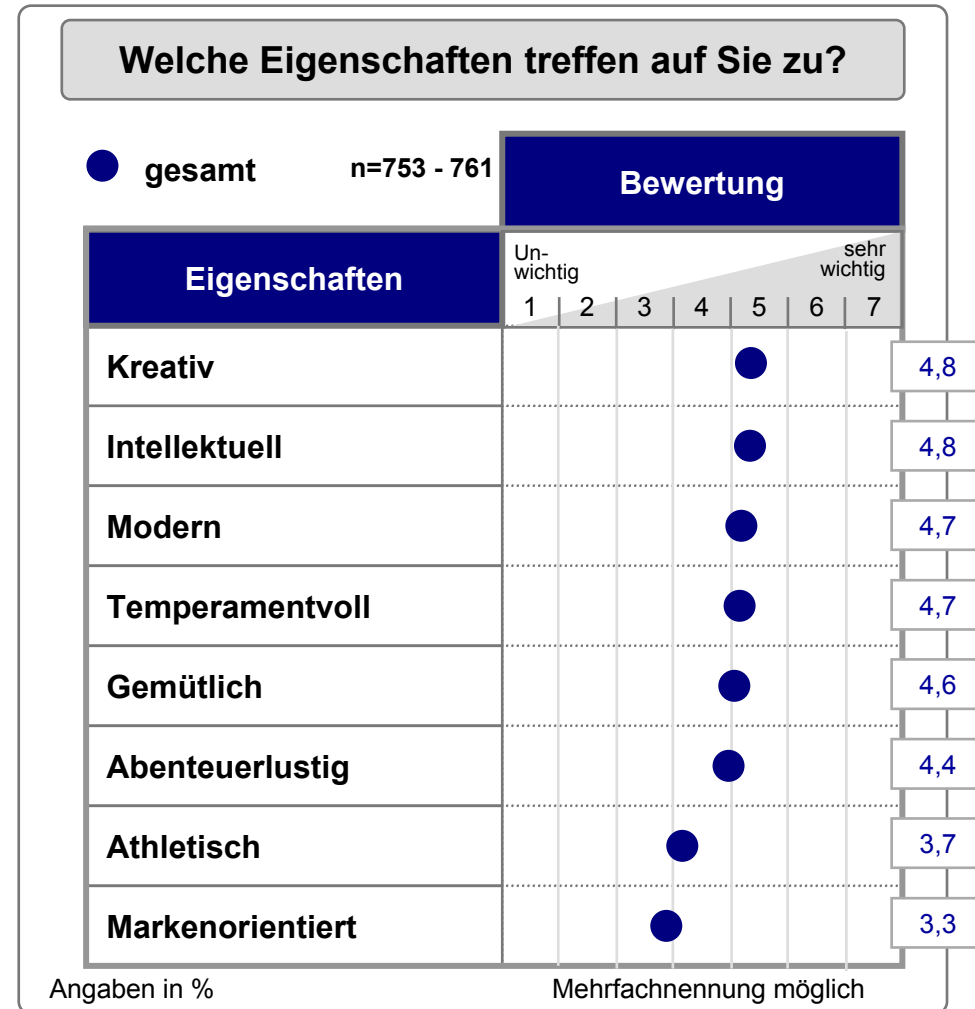 Welche Eigenschaften treffen auf Sie zu?
gesamt n=753 - 761
Bewertung
Eigenschaften
Un-
wichtig
sehr
wichtig
1 | 2 | 3 | 4 | 5 | 6 | 7
Kreativ 4,8
Intellektuell 4,8
Modern 4,7
Temperamentvoll 4,7
Gemütlich 4,6
Abenteuerlustig 4,4
Athletisch 3,7
Markenorientiert 3,3
Angaben in % Mehrfachnennung möglich